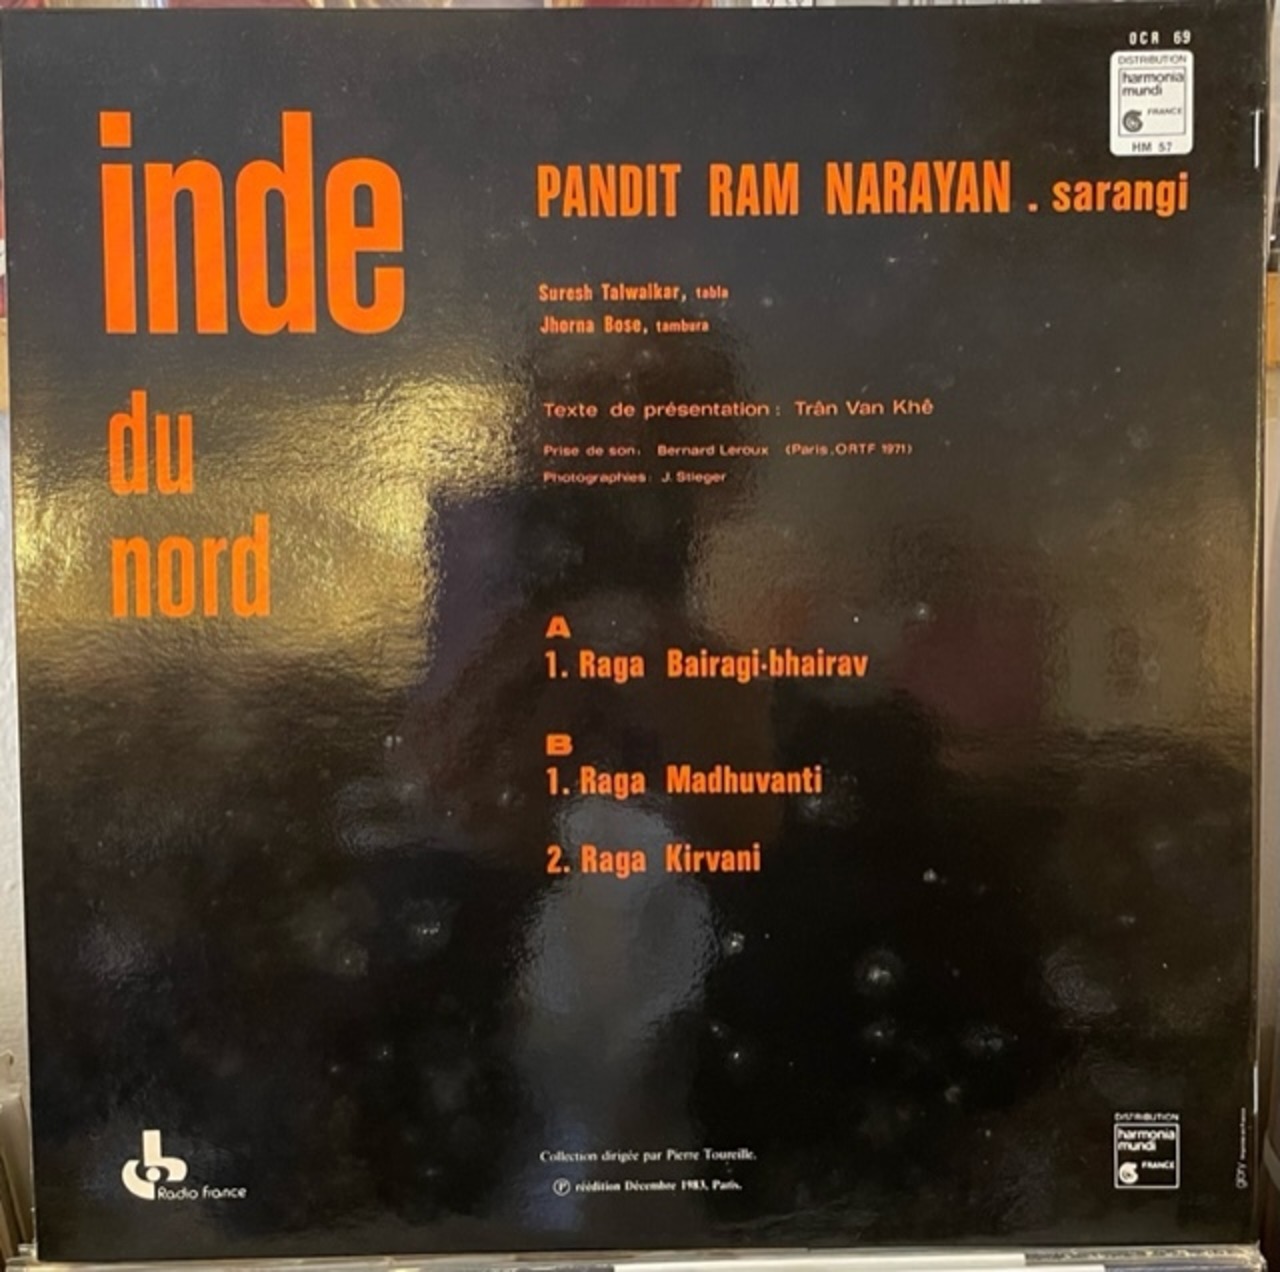 OCR 69
DISTRIBUTION
harmonia
mundi
FRANCE
HM 57
inde
du
nord
PANDIT RAM NARAYAN . sarangi
Suresh Talwalkar, tabla
Jhorna Bose, tambura
Texte de présentation : Trân Van Khê
Prise de son: Bernard Leroux (Paris.ORTF 1971)
Photographies: J. Stieger
A
1. Raga Bairagi-bhairav
B
1. Raga Madhuvanti
2. Raga Kirvani
Radio france
Collection dirigée par Pierre Toureille.
Ⓟ réédition Décembre 1983, Paris.
DISTRIBUTION
harmonia
mundi
FRANCE